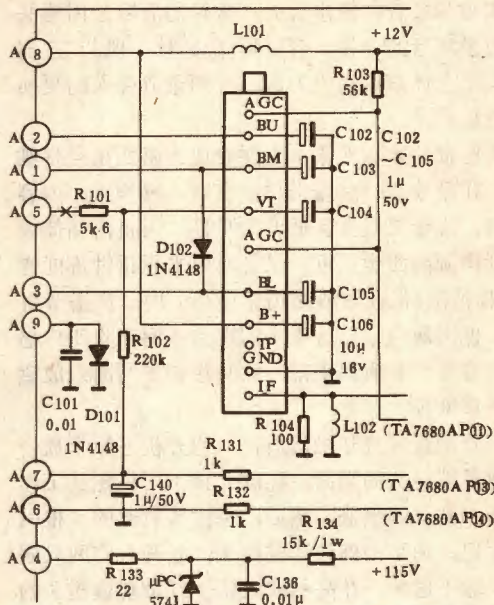 L101
+12V
A 8
R103
56k
AGC
A 2
BU
C102
C102
~C105
1μ
50v
A 1
BM
C103
A 5
R101
5k6
VT
C104
AGC
D102
1N4148
A 3
BL
C105
A 9
B+
C106
10μ
16v
R102
220k
TP
GND
IF
C101
0.01
D101
1N4148
R104
100
L102
(TA7680AP⑪)
A 7
R131
1k
(TA7680AP⑬)
C140
1μ/50V
A 6
R132
1k
(TA7680AP⑭)
R134
15k/1w
A 4
+115V
R133
22
μPC
574J
C136
0.01μ